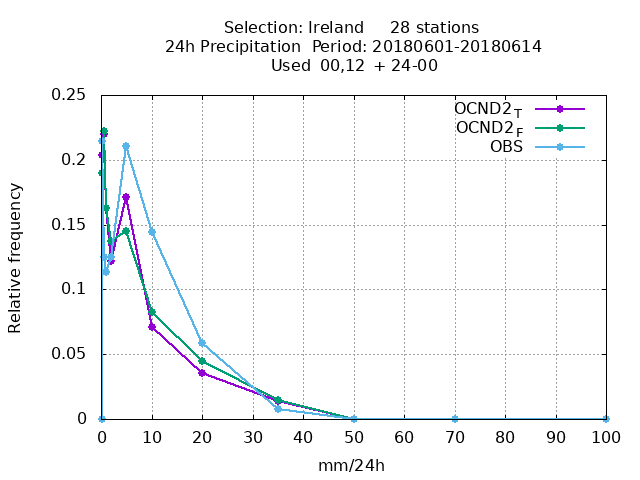 Selection: Ireland 28 stations
24h Precipitation Period: 20180601-20180614
Used 00,12 + 24-00
OCND2_T
OCND2_F
OBS
Relative frequency
0.25
0.2
0.15
0.1
0.05
0
0 10 20 30 40 50 60 70 80 90 100
mm/24h